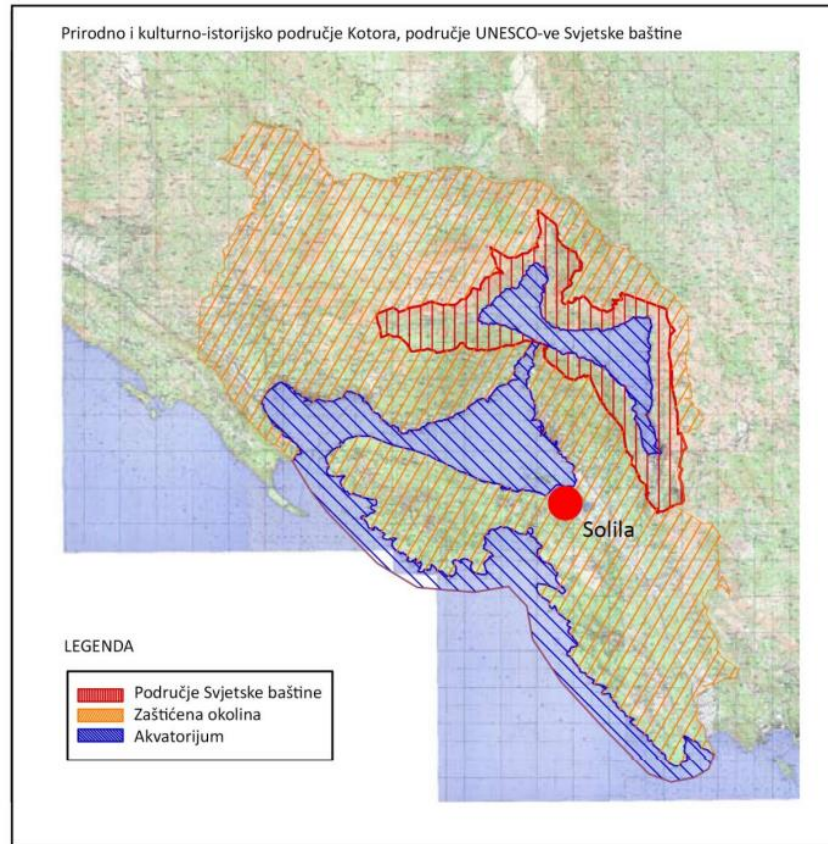 Prirodno i kulturno-istorijsko područje Kotora, područje UNESCO-ve Svjetske baštine
Solila
LEGENDA
Područje Svjetske baštine
Zaštićena okolina
Akvatorijum